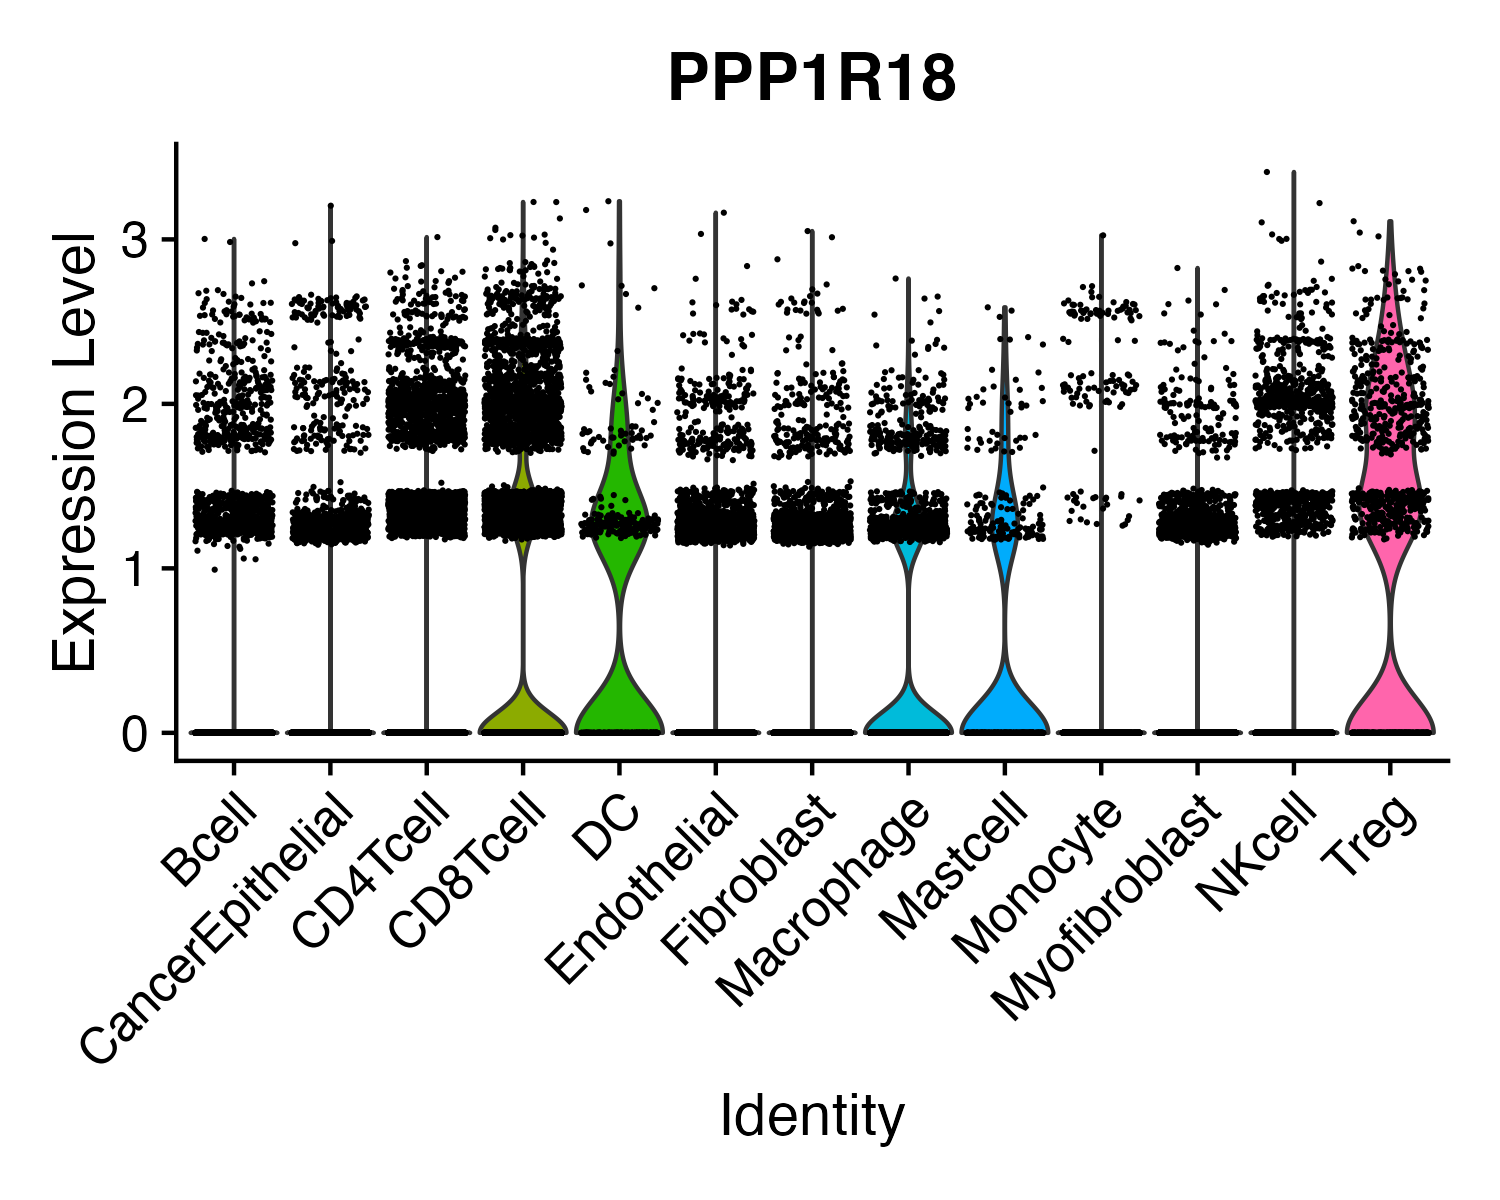 PPP1R18
Expression Level
3
2
1
0
Bcell
CancerEpithelial
CD4Tcell
CD8Tcell
DC
Endothelial
Fibroblast
Macrophage
Mastcell
Monocyte
Myofibroblast
NKcell
Treg
Identity